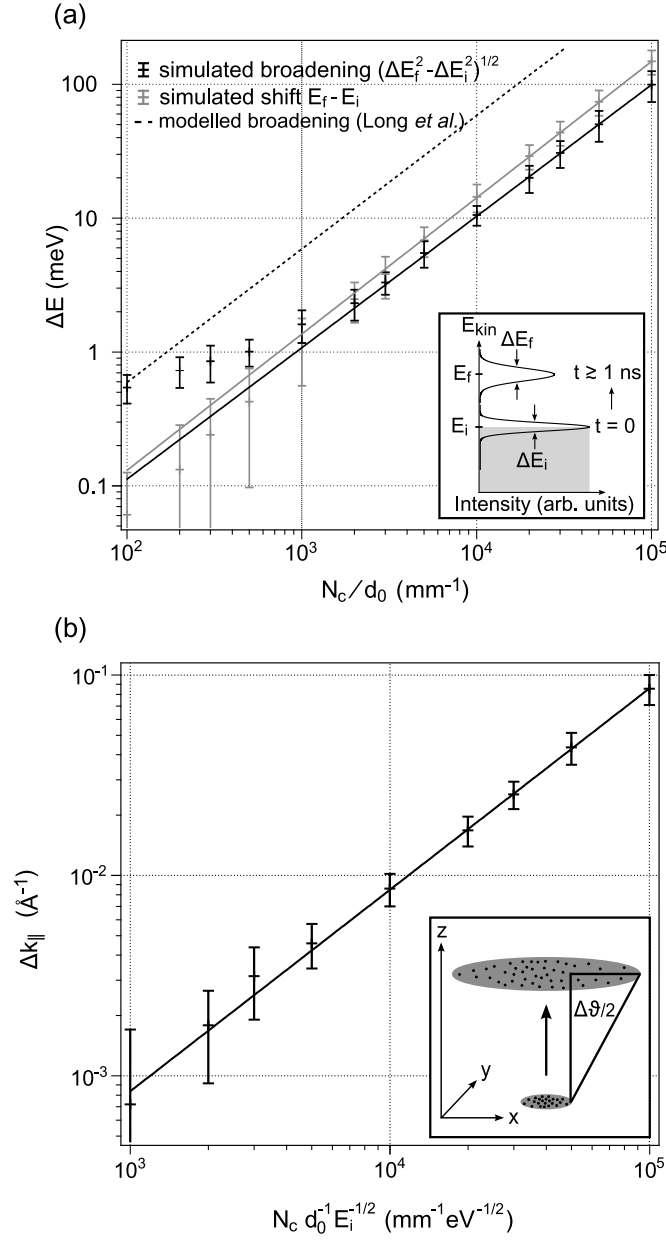 (a)
simulated broadening (ΔE_f^2-ΔE_i^2)^1/2
simulated shift E_f - E_i
modelled broadening (Long et al.)
100
10
1
0.1
ΔE (meV)
10^2
10^3
10^4
10^5
N_c/d_0 (mm^-1)
E_kin
ΔE_f
E_f
t ≥ 1 ns
E_i
t = 0
ΔE_i
Intensity (arb. units)
(b)
10^-1
10^-2
10^-3
Δk_∥ (Å^-1)
10^3
10^4
10^5
N_c d_0^-1 E_i^-1/2 (mm^-1 eV^-1/2)
z
Δϑ/2
y
x